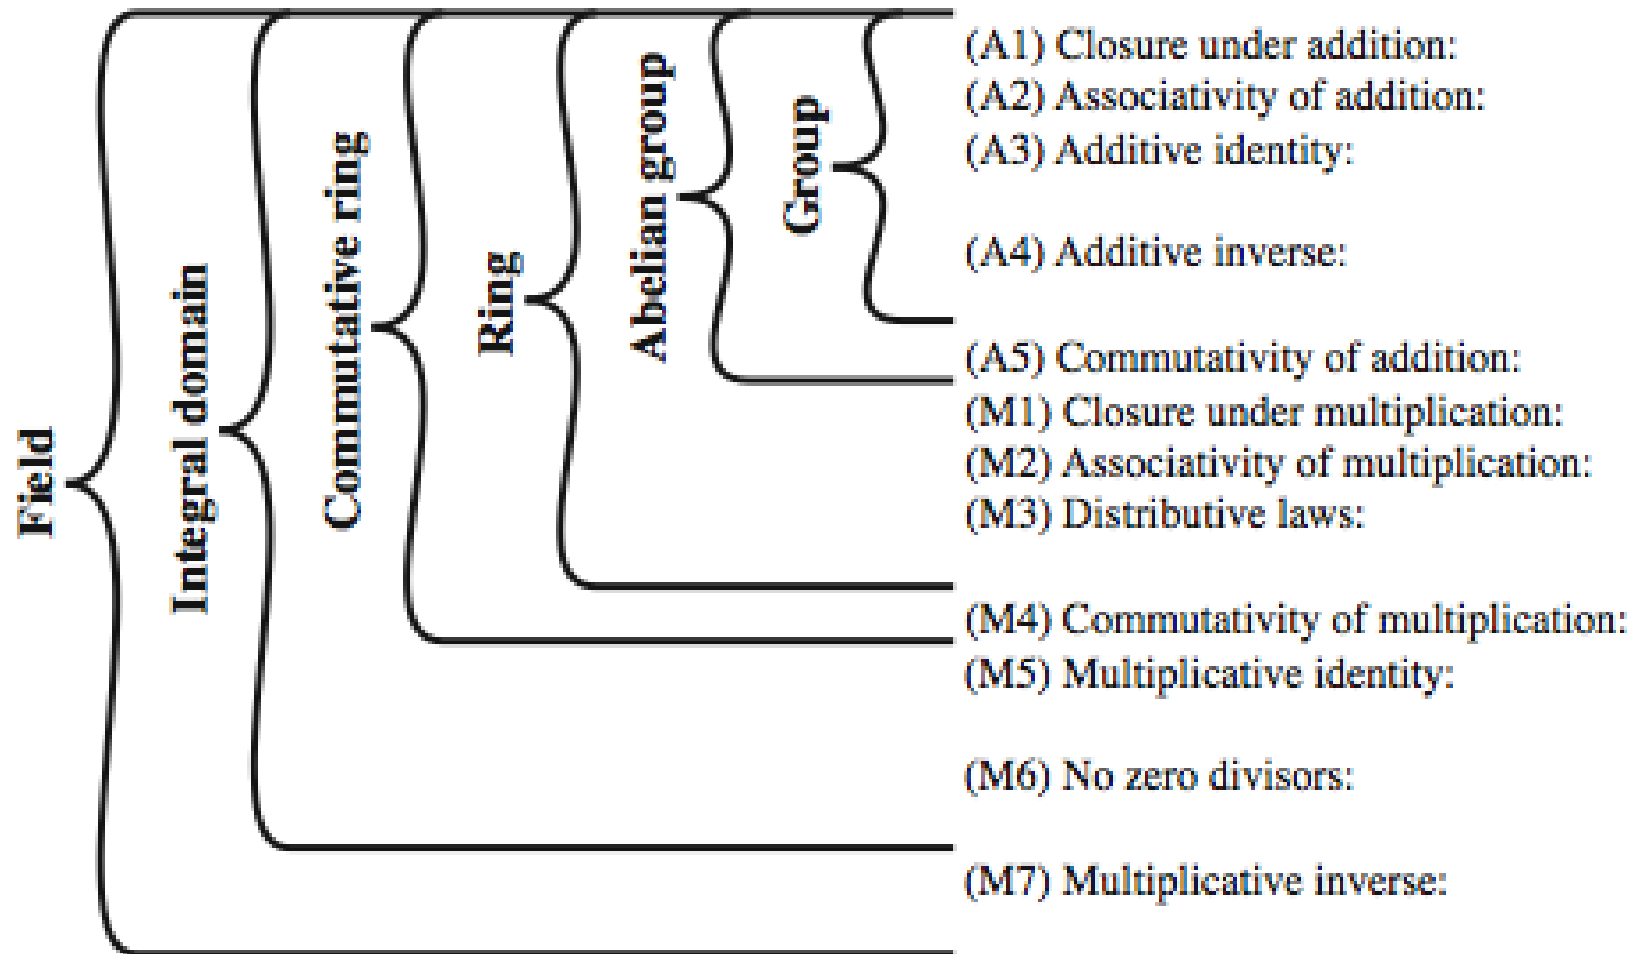 Field
Integral domain
Commutative ring
Ring
Abelian group
Group
(A1) Closure under addition:
(A2) Associativity of addition:
(A3) Additive identity:
(A4) Additive inverse:
(A5) Commutativity of addition:
(M1) Closure under multiplication:
(M2) Associativity of multiplication:
(M3) Distributive laws:
(M4) Commutativity of multiplication:
(M5) Multiplicative identity:
(M6) No zero divisors:
(M7) Multiplicative inverse: